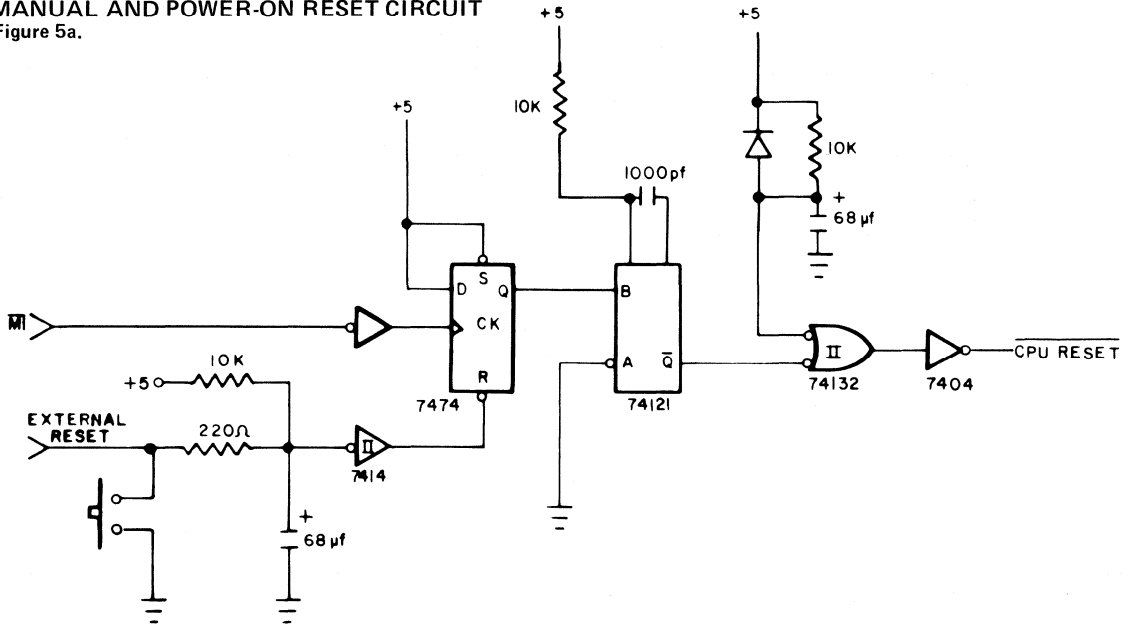 MANUAL AND POWER-ON RESET CIRCUIT
Figure 5a.
+5
+5
10K
+5
10K
1000pf
+
68µf
S
D
Q
CK
R
7474
M1
B
A
Q
74121
II
74132
7404
CPU RESET
10K
+5
EXTERNAL
RESET
220Ω
II
7414
+
68µf